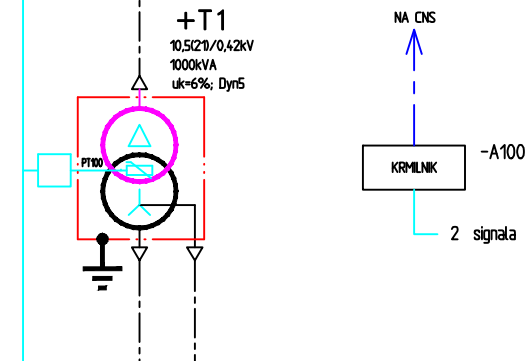 +T1
10,5(21)/0,42kV
1000kVA
uk=6%; Dyn5
PT100
NA CNS
-A100
KRMILNIK
2 signala